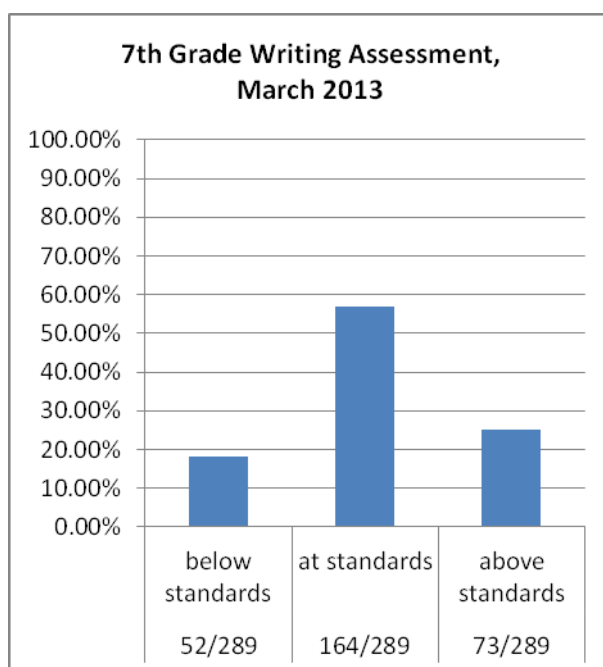 7th Grade Writing Assessment,
March 2013
100.00%
90.00%
80.00%
70.00%
60.00%
50.00%
40.00%
30.00%
20.00%
10.00%
0.00%
below standards
at standards
above standards
52/289
164/289
73/289